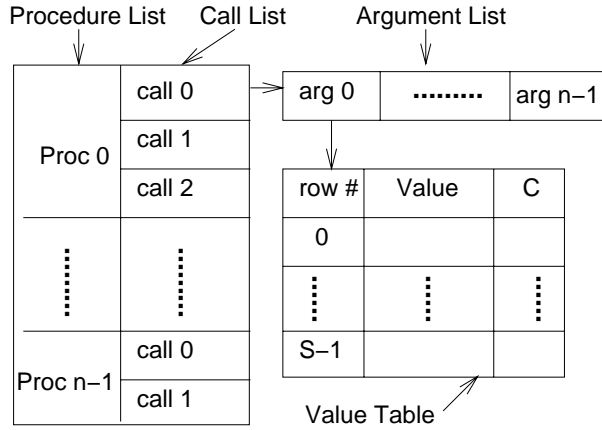 Procedure List
Call List
Argument List
Proc 0
call 0
call 1
call 2
arg 0
arg n−1
row #
Value
C
0
S−1
Proc n−1
call 0
call 1
Value Table